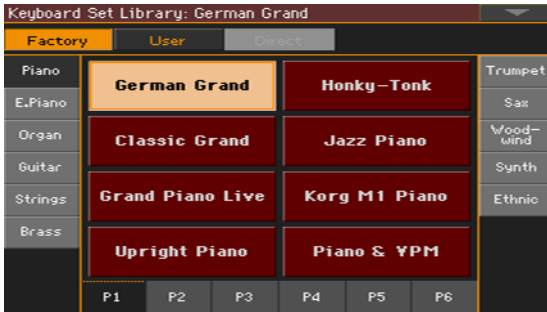 Keyboard Set Library: German Grand
Factory
User
Direct
Piano
E.Piano
Organ
Guitar
Strings
Brass
German Grand
Honky-Tonk
Classic Grand
Jazz Piano
Grand Piano Live
Korg M1 Piano
Upright Piano
Piano & VPM
Trumpet
Sax
Wood-
wind
Synth
Ethnic
P1
P2
P3
P4
P5
P6